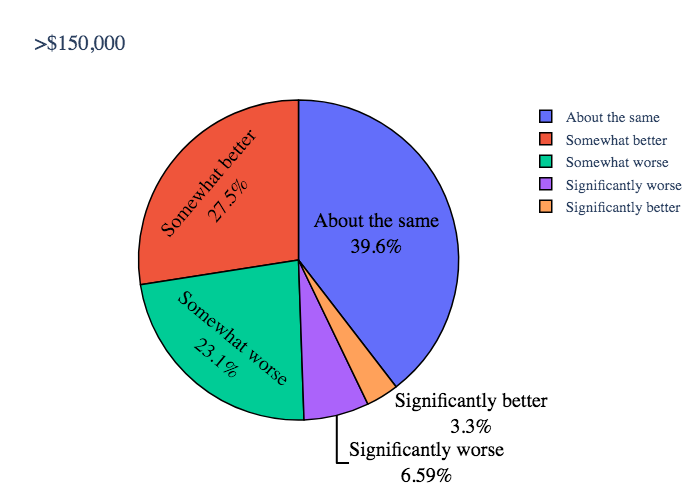 >$150,000
About the same
Somewhat better
Somewhat worse
Significantly worse
Significantly better
Somewhat better
27.5%
About the same
39.6%
Somewhat worse
23.1%
Significantly better
3.3%
Significantly worse
6.59%